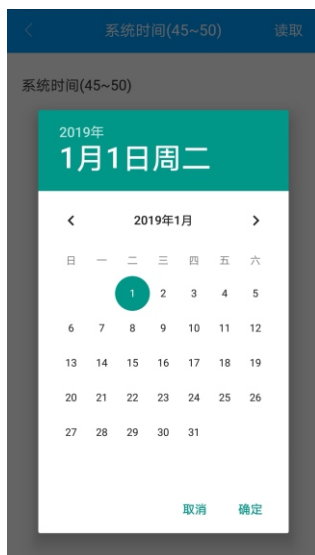 系统时间(45~50) 读取
系统时间(45~50)
2019年
1月1日周二
2019年1月
日 一 二 三 四 五 六
1 2 3 4 5
6 7 8 9 10 11 12
13 14 15 16 17 18 19
20 21 22 23 24 25 26
27 28 29 30 31
取消 确定